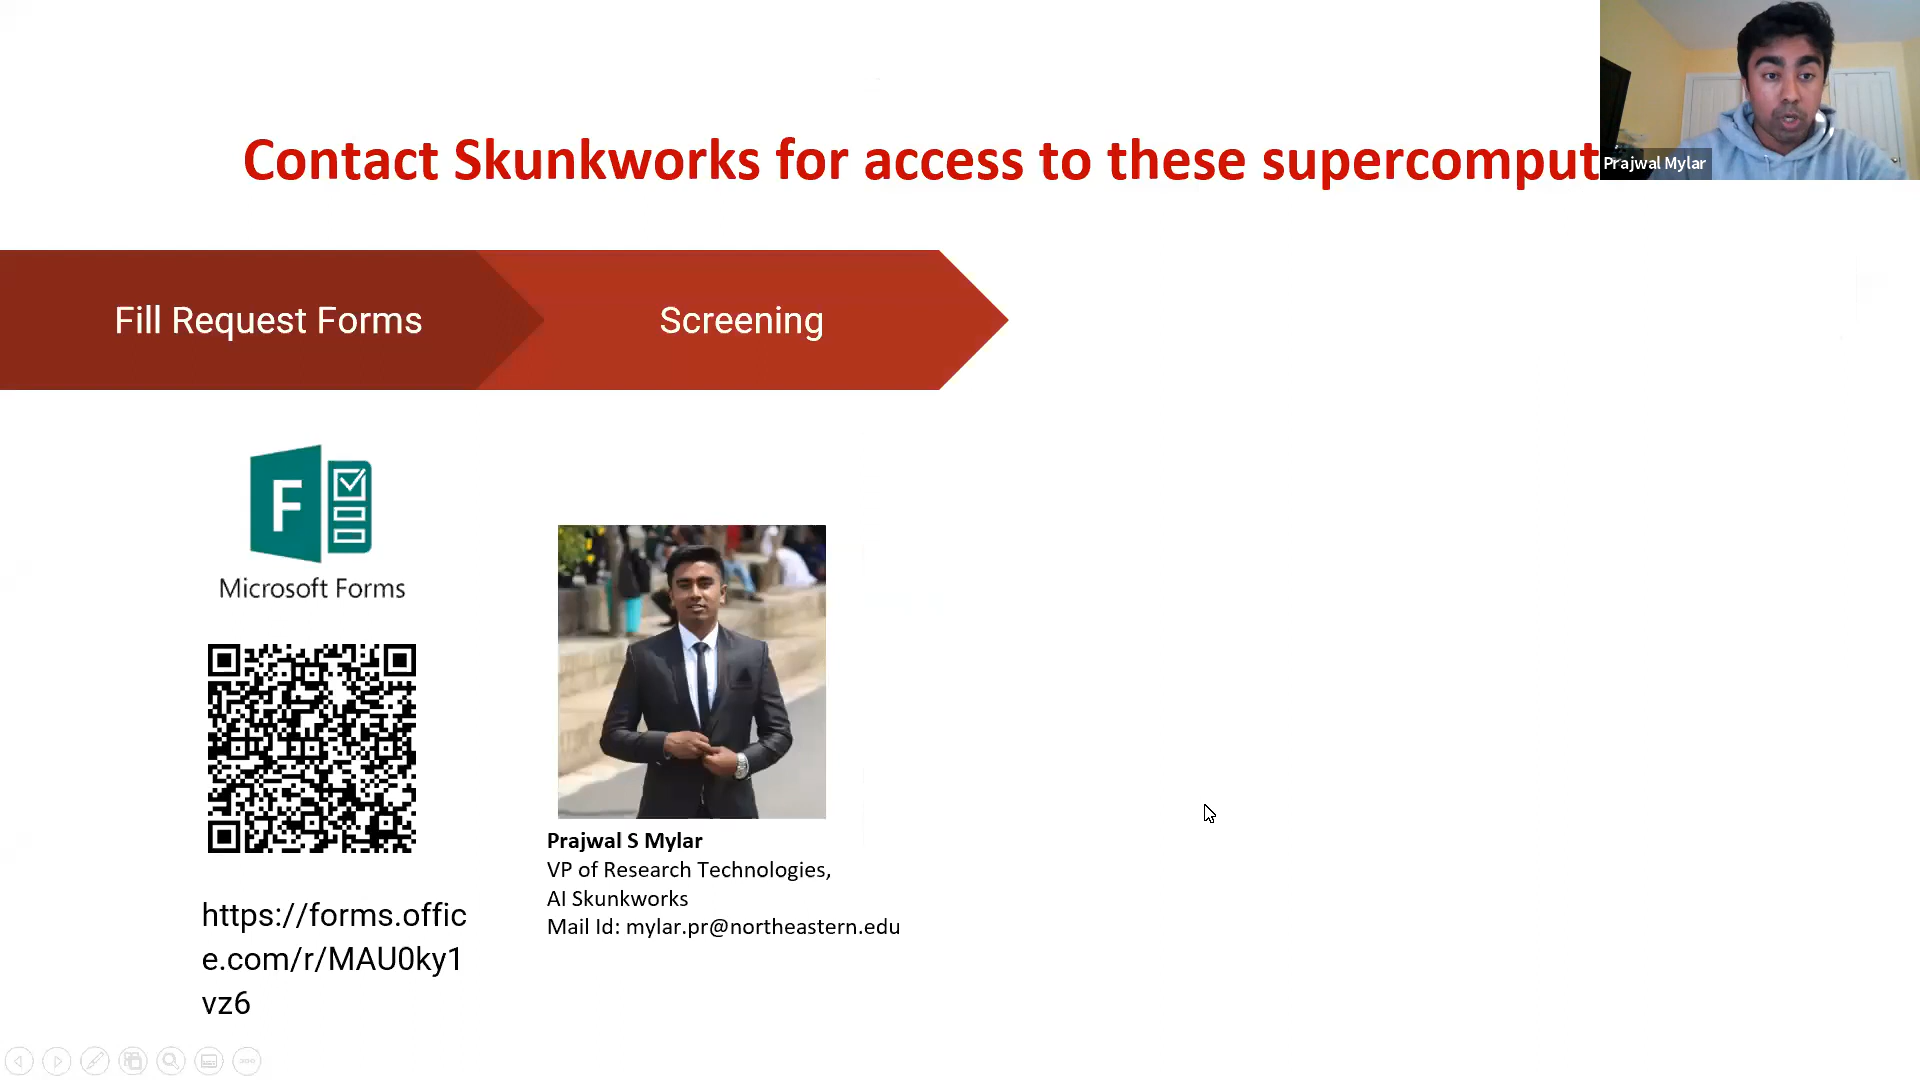 Contact Skunkworks for access to these supercomput
Prajwal Mylar
Fill Request Forms
Screening
F
Microsoft Forms
https://forms.offic
e.com/r/MAU0ky1
vz6
Prajwal S Mylar
VP of Research Technologies,
AI Skunkworks
Mail Id: mylar.pr@northeastern.edu